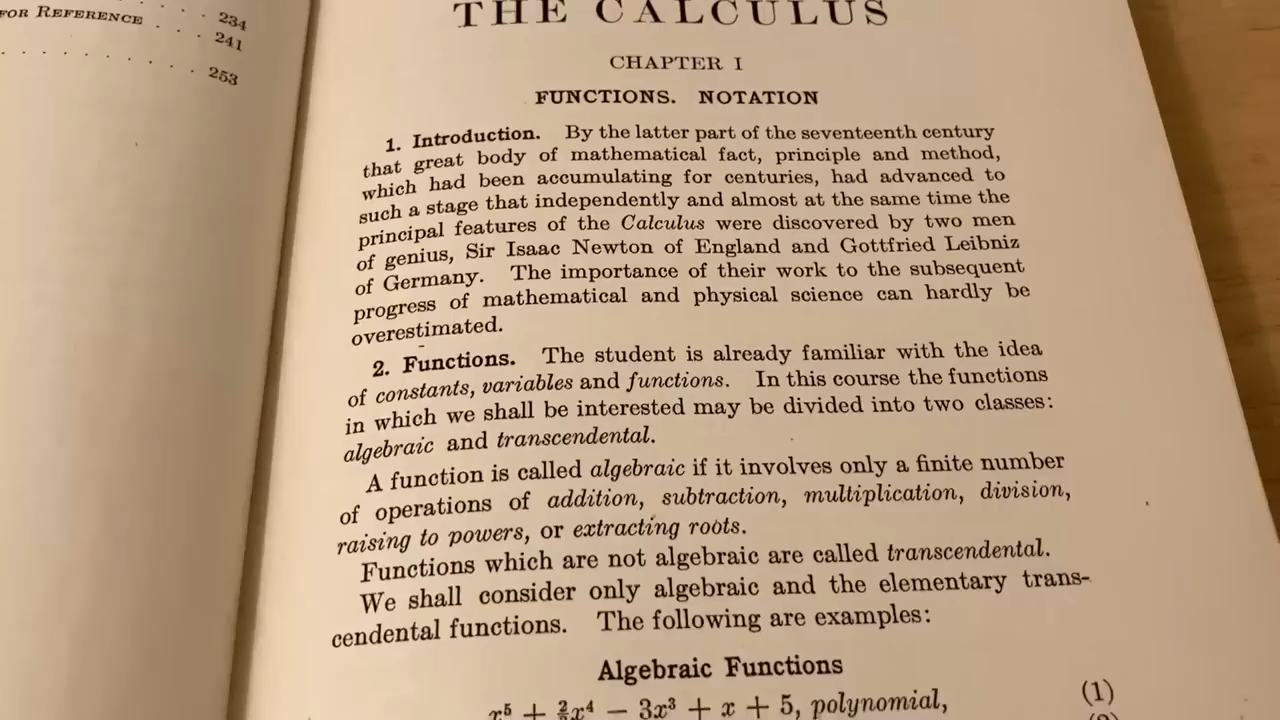 FOR REFERENCE . . . 234
241
. . . . . . . . . . 253
THE CALCULUS
CHAPTER I
FUNCTIONS. NOTATION
1. Introduction. By the latter part of the seventeenth century
that great body of mathematical fact, principle and method,
which had been accumulating for centuries, had advanced to
such a stage that independently and almost at the same time the
principal features of the Calculus were discovered by two men
of genius, Sir Isaac Newton of England and Gottfried Leibniz
of Germany. The importance of their work to the subsequent
progress of mathematical and physical science can hardly be
overestimated.
2. Functions. The student is already familiar with the idea
of constants, variables and functions. In this course the functions
in which we shall be interested may be divided into two classes:
algebraic and transcendental.
A function is called algebraic if it involves only a finite number
of operations of addition, subtraction, multiplication, division,
raising to powers, or extracting roots.
Functions which are not algebraic are called transcendental.
We shall consider only algebraic and the elementary trans-
cendental functions. The following are examples:
Algebraic Functions
x⁵ + x⁴ − 3x³ + x + 5, polynomial, (1)